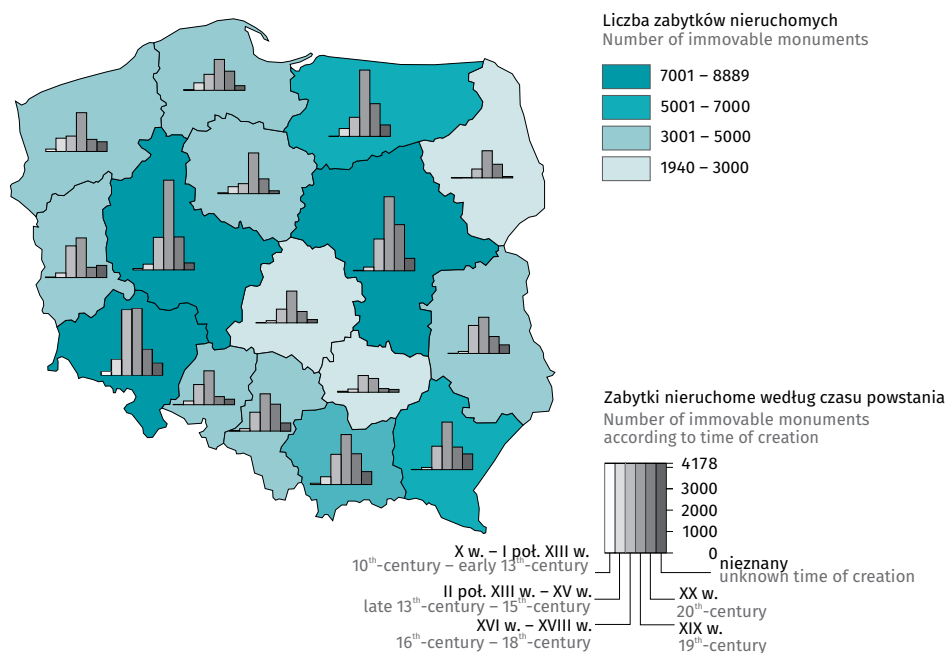 Liczba zabytków nieruchomych
Number of immovable monuments
7001 – 8889
5001 – 7000
3001 – 5000
1940 – 3000
Zabytki nieruchome według czasu powstania
Number of immovable monuments
according to time of creation
4178
3000
2000
1000
0
X w. – I poł. XIII w.
10th-century – early 13th-century
nieznany
unknown time of creation
II poł. XIII w. – XV w.
late 13th-century – 15th-century
XX w.
20th-century
XVI w. – XVIII w.
16th-century – 18th-century
XIX w.
19th-century